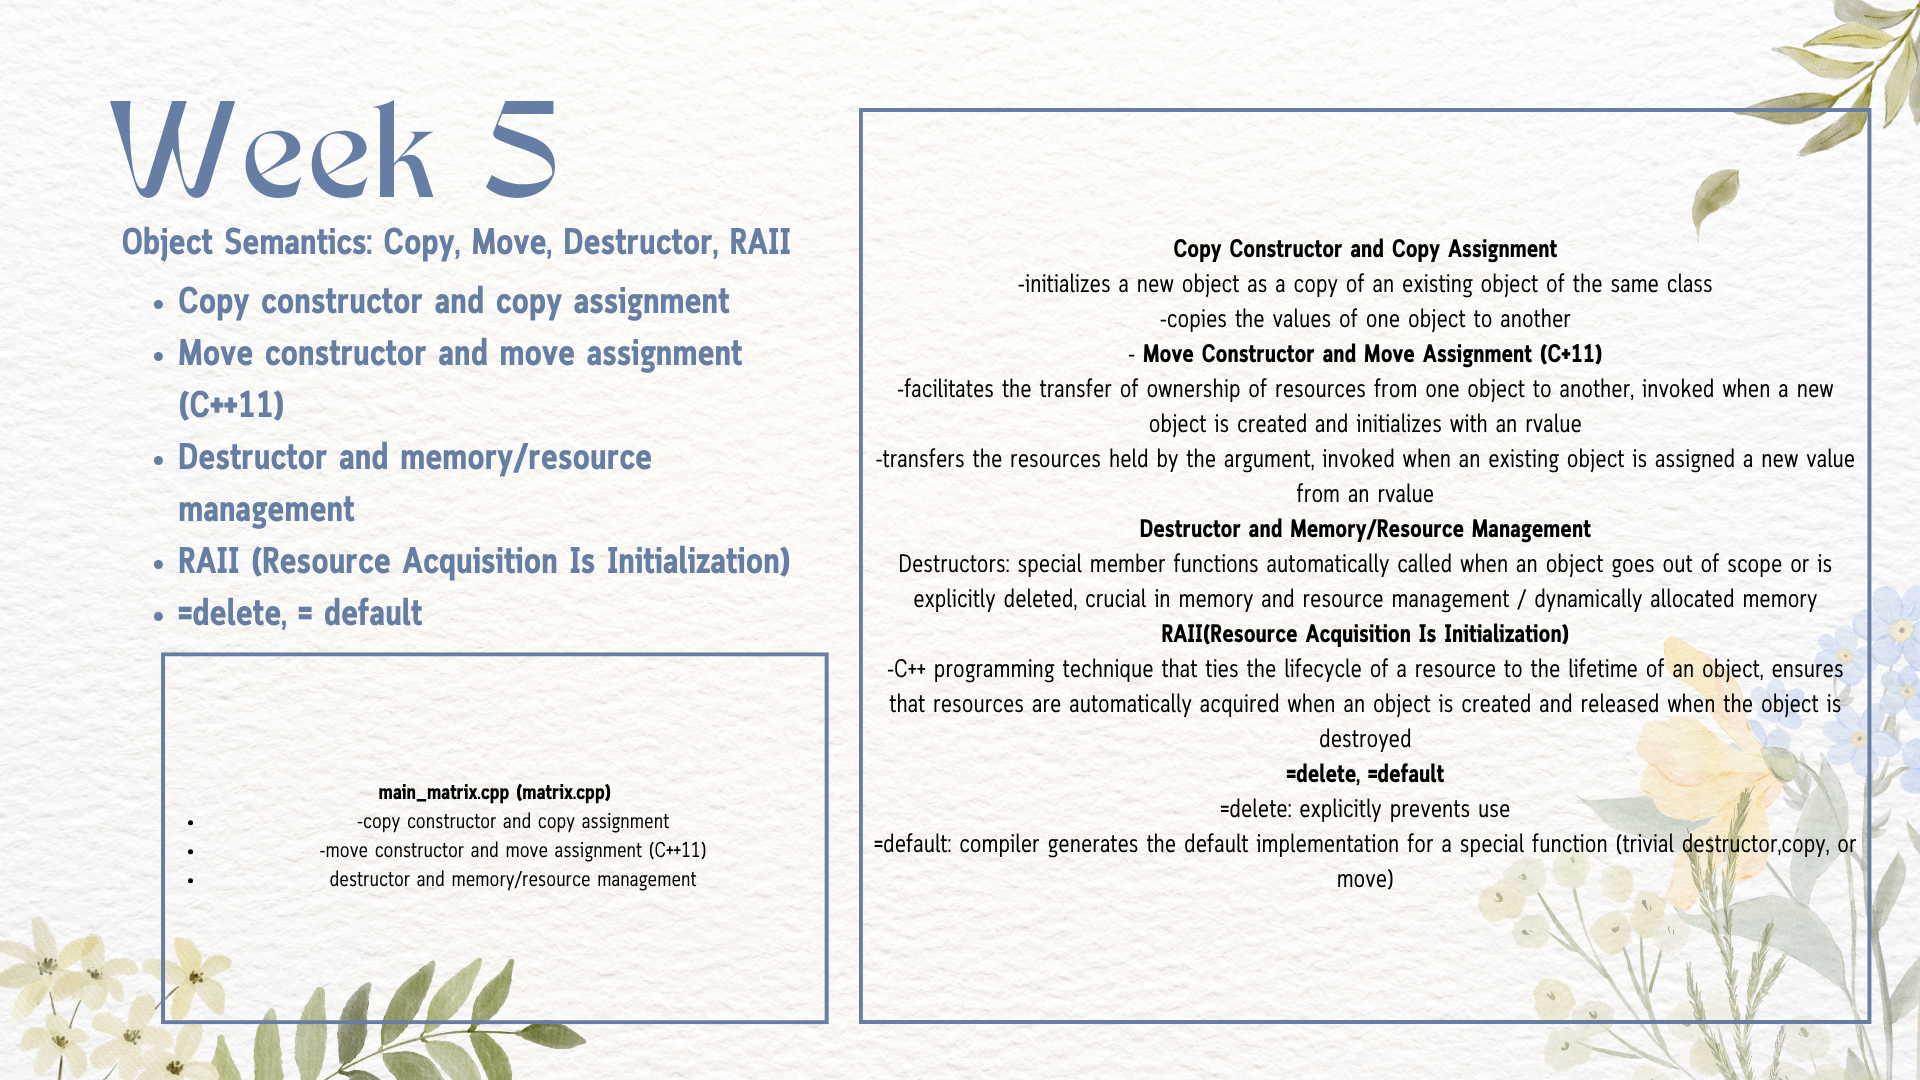 Week 5
Object Semantics: Copy, Move, Destructor, RAII
• Copy constructor and copy assignment
• Move constructor and move assignment
(C++11)
• Destructor and memory/resource
management
• RAII (Resource Acquisition Is Initialization)
• =delete, = default
main_matrix.cpp (matrix.cpp)
• -copy constructor and copy assignment
• -move constructor and move assignment (C++11)
• destructor and memory/resource management
Copy Constructor and Copy Assignment
-initializes a new object as a copy of an existing object of the same class
-copies the values of one object to another
- Move Constructor and Move Assignment (C+11)
-facilitates the transfer of ownership of resources from one object to another, invoked when a new
object is created and initializes with an rvalue
-transfers the resources held by the argument, invoked when an existing object is assigned a new value
from an rvalue
Destructor and Memory/Resource Management
Destructors: special member functions automatically called when an object goes out of scope or is
explicitly deleted, crucial in memory and resource management / dynamically allocated memory
RAII(Resource Acquisition Is Initialization)
-C++ programming technique that ties the lifecycle of a resource to the lifetime of an object, ensures
that resources are automatically acquired when an object is created and released when the object is
destroyed
=delete, =default
=delete: explicitly prevents use
=default: compiler generates the default implementation for a special function (trivial destructor,copy, or
move)